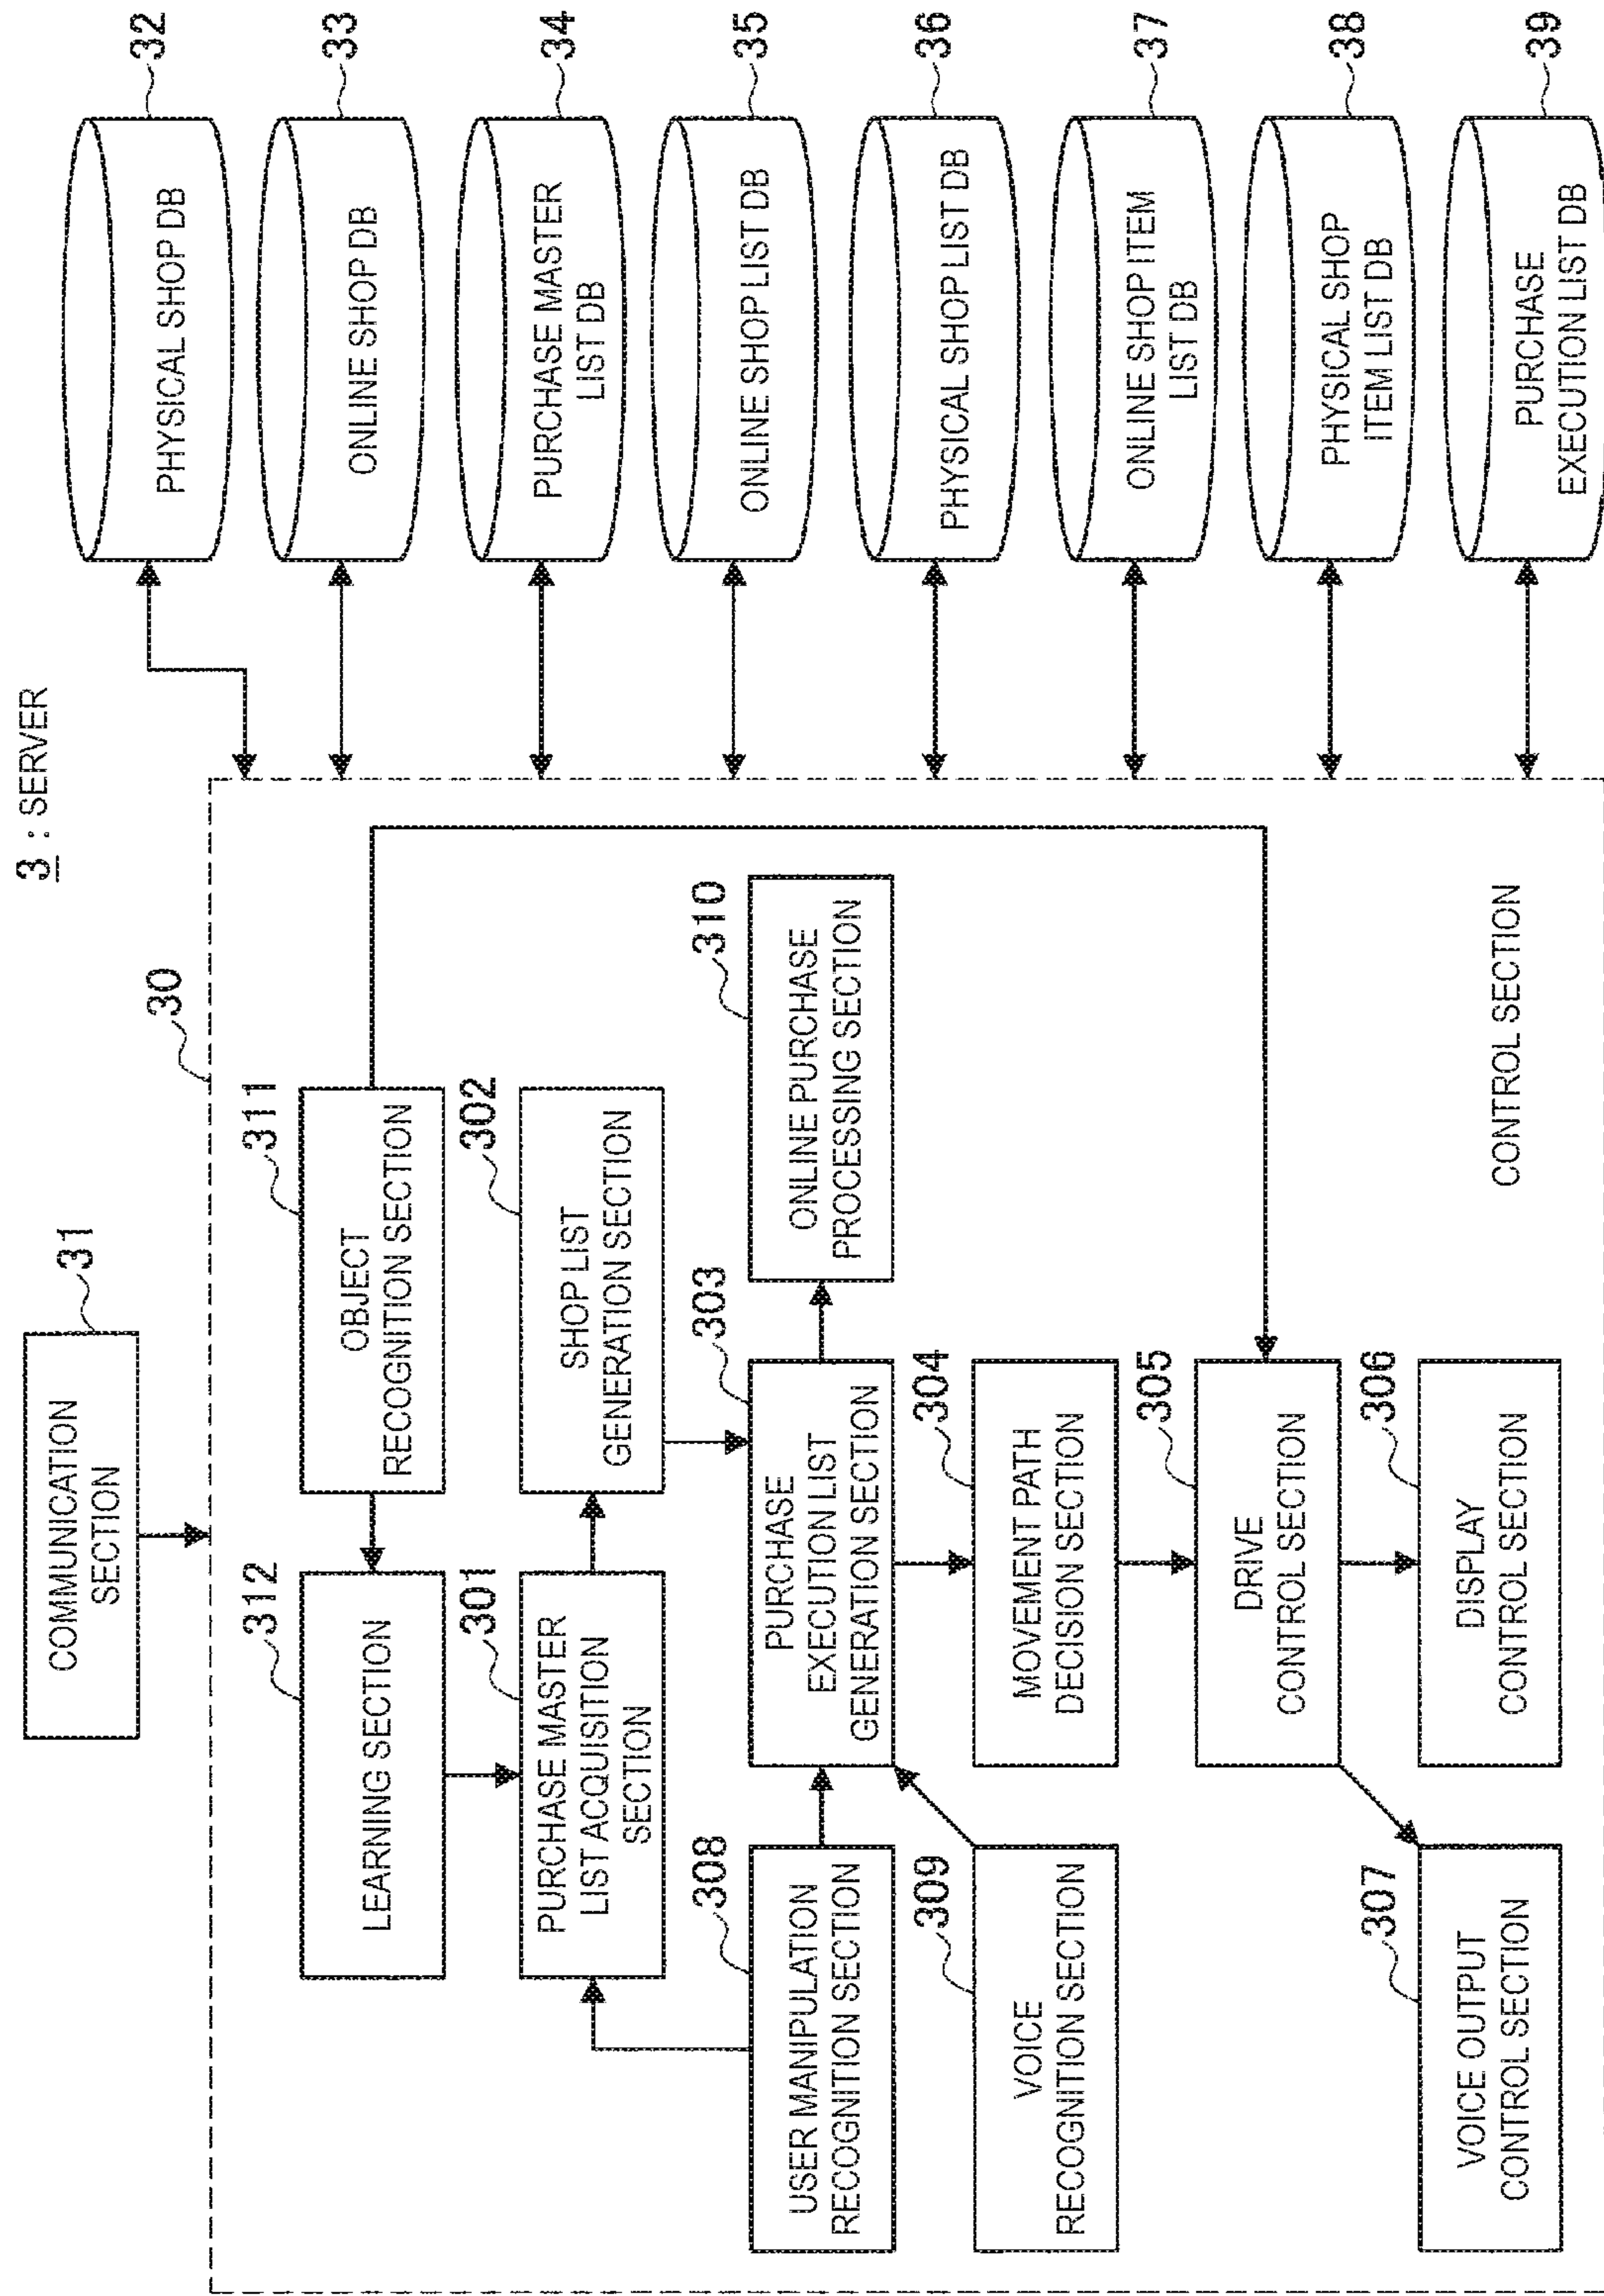 3 : SERVER
COMMUNICATION
SECTION
31
30
OBJECT
RECOGNITION SECTION
311
LEARNING SECTION
312
PURCHASE MASTER
LIST ACQUISITION
SECTION
301
SHOP LIST
GENERATION SECTION
302
USER MANIPULATION
RECOGNITION SECTION
308
PURCHASE
EXECUTION LIST
GENERATION SECTION
303
ONLINE PURCHASE
PROCESSING SECTION
310
VOICE
RECOGNITION SECTION
309
MOVEMENT PATH
DECISION SECTION
304
DRIVE
CONTROL SECTION
305
VOICE OUTPUT
CONTROL SECTION
307
DISPLAY
CONTROL SECTION
306
CONTROL SECTION
PHYSICAL SHOP DB
32
ONLINE SHOP DB
33
PURCHASE MASTER
LIST DB
34
ONLINE SHOP LIST DB
35
PHYSICAL SHOP LIST DB
36
ONLINE SHOP ITEM
LIST DB
37
PHYSICAL SHOP
ITEM LIST DB
38
PURCHASE
EXECUTION LIST DB
39